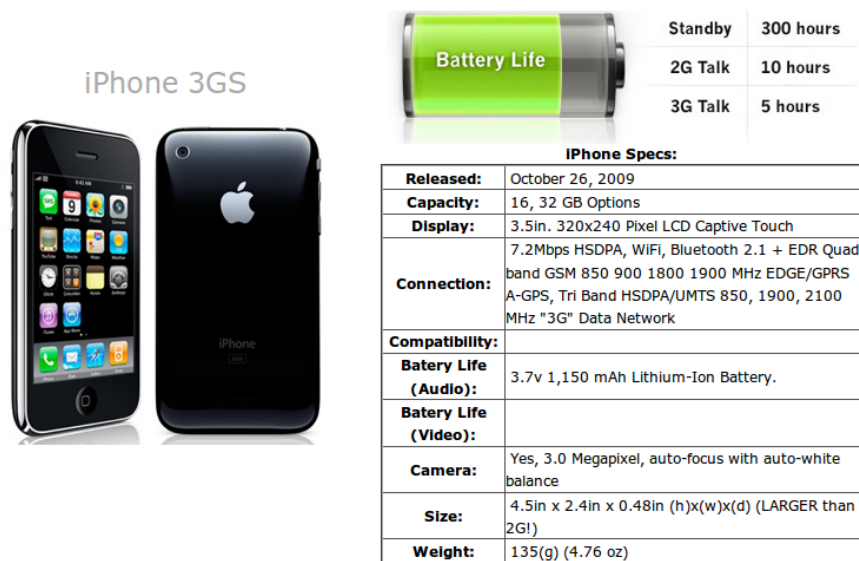 iPhone 3GS
Battery Life
Standby 300 hours
2G Talk 10 hours
3G Talk 5 hours
iPhone Specs:
Released: October 26, 2009
Capacity: 16, 32 GB Options
Display: 3.5in. 320x240 Pixel LCD Captive Touch
Connection: 7.2Mbps HSDPA, WiFi, Bluetooth 2.1 + EDR Quad
band GSM 850 900 1800 1900 MHz EDGE/GPRS
A-GPS, Tri Band HSDPA/UMTS 850, 1900, 2100
MHz "3G" Data Network
Compatibility:
Batery Life
(Audio): 3.7v 1,150 mAh Lithium-Ion Battery.
Batery Life
(Video):
Camera: Yes, 3.0 Megapixel, auto-focus with auto-white
balance
Size: 4.5in x 2.4in x 0.48in (h)x(w)x(d) (LARGER than
2G!)
Weight: 135(g) (4.76 oz)
9:42 AM
9
iPhone
8GB